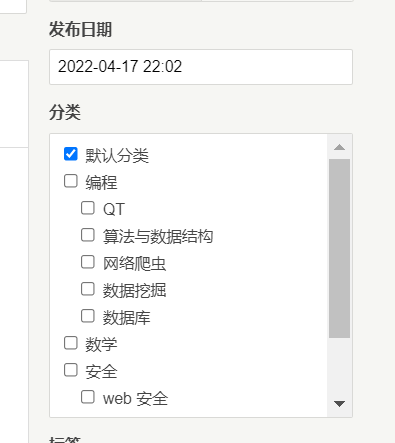 发布日期
2022-04-17 22:02
分类
默认分类
编程
QT
算法与数据结构
网络爬虫
数据挖掘
数据库
数学
安全
web 安全
标签